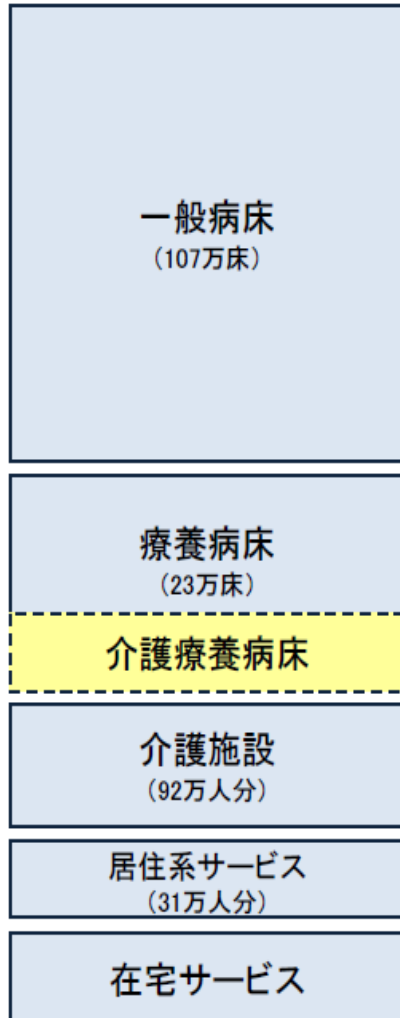 一般病床
（107万床）
療養病床
（23万床）
介護療養病床
介護施設
（92万人分）
居住系サービス
（31万人分）
在宅サービス